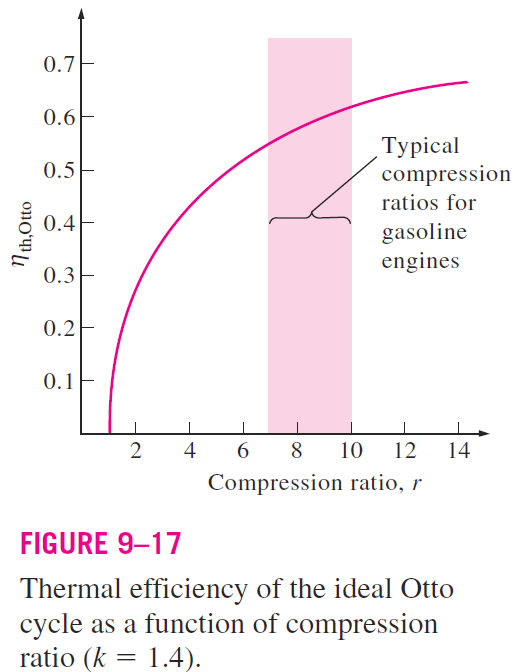 0.7
0.6
0.5
0.4
0.3
0.2
0.1
ηth,Otto
Typical
compression
ratios for
gasoline
engines
2 4 6 8 10 12 14
Compression ratio, r
FIGURE 9–17
Thermal efficiency of the ideal Otto
cycle as a function of compression
ratio (k = 1.4).